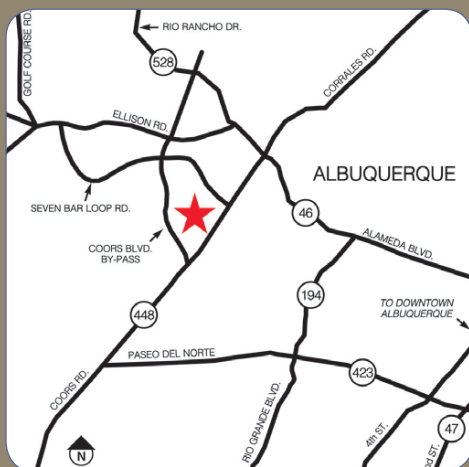 GOLF COURSE RD.
RIO RANCHO DR.
528
CORRALES RD.
ELLISON RD.
ALBUQUERQUE
SEVEN BAR LOOP RD.
46
COORS BLVD.
BY-PASS
ALAMEDA BLVD.
194
TO DOWNTOWN
ALBUQUERQUE
448
PASEO DEL NORTE
423
COORS RD.
RIO GRANDE BLVD.
4th ST.
47
N